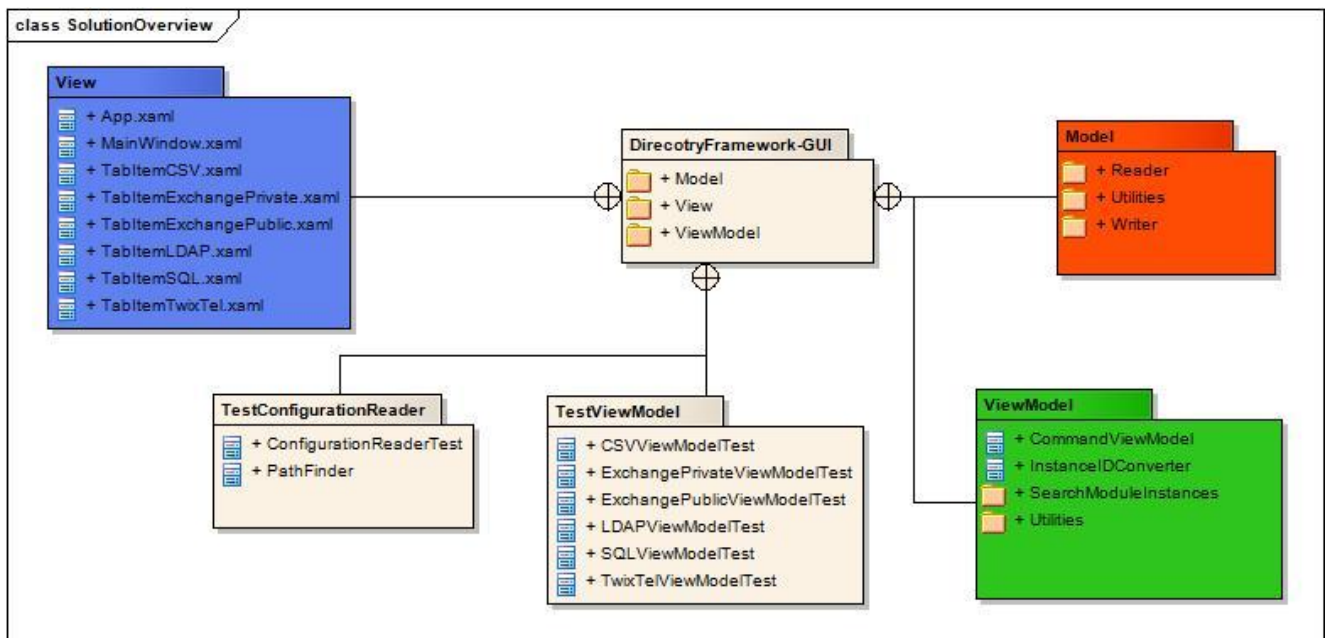 class SolutionOverview
View
+ App.xaml
+ MainWindow.xaml
+ TabItemCSV.xaml
+ TabItemExchangePrivate.xaml
+ TabItemExchangePublic.xaml
+ TabItemLDAP.xaml
+ TabItemSQL.xaml
+ TabItemTwixTel.xaml
DirecotryFramework-GUI
+ Model
+ View
+ ViewModel
Model
+ Reader
+ Utilities
+ Writer
TestConfigurationReader
+ ConfigurationReaderTest
+ PathFinder
TestViewModel
+ CSVViewModelTest
+ ExchangePrivateViewModelTest
+ ExchangePublicViewModelTest
+ LDAPViewModelTest
+ SQLViewModelTest
+ TwixTelViewModelTest
ViewModel
+ CommandViewModel
+ InstanceIDConverter
+ SearchModuleInstances
+ Utilities